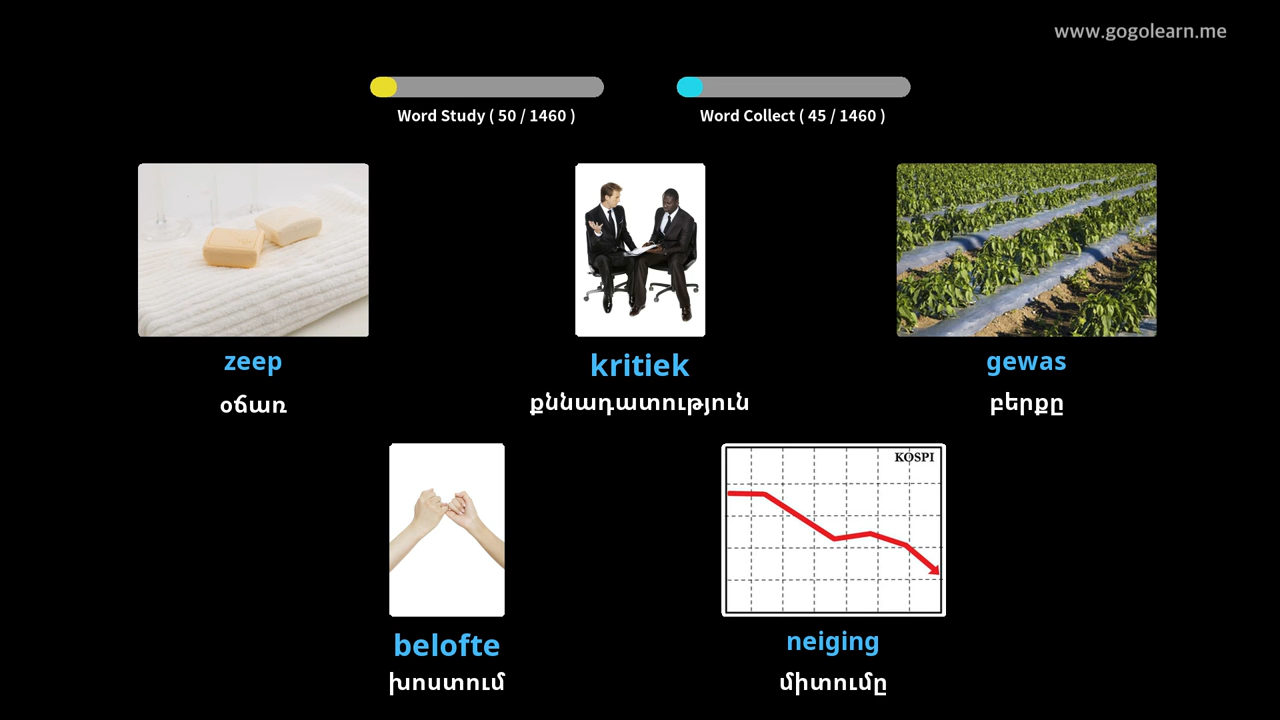 www.gogolearn.me
Word Study ( 50 / 1460 )
Word Collect ( 45 / 1460 )
zeep
օճառ
kritiek
քննադատություն
gewas
բերքը
KOSPI
belofte
խոստում
neiging
միտումը